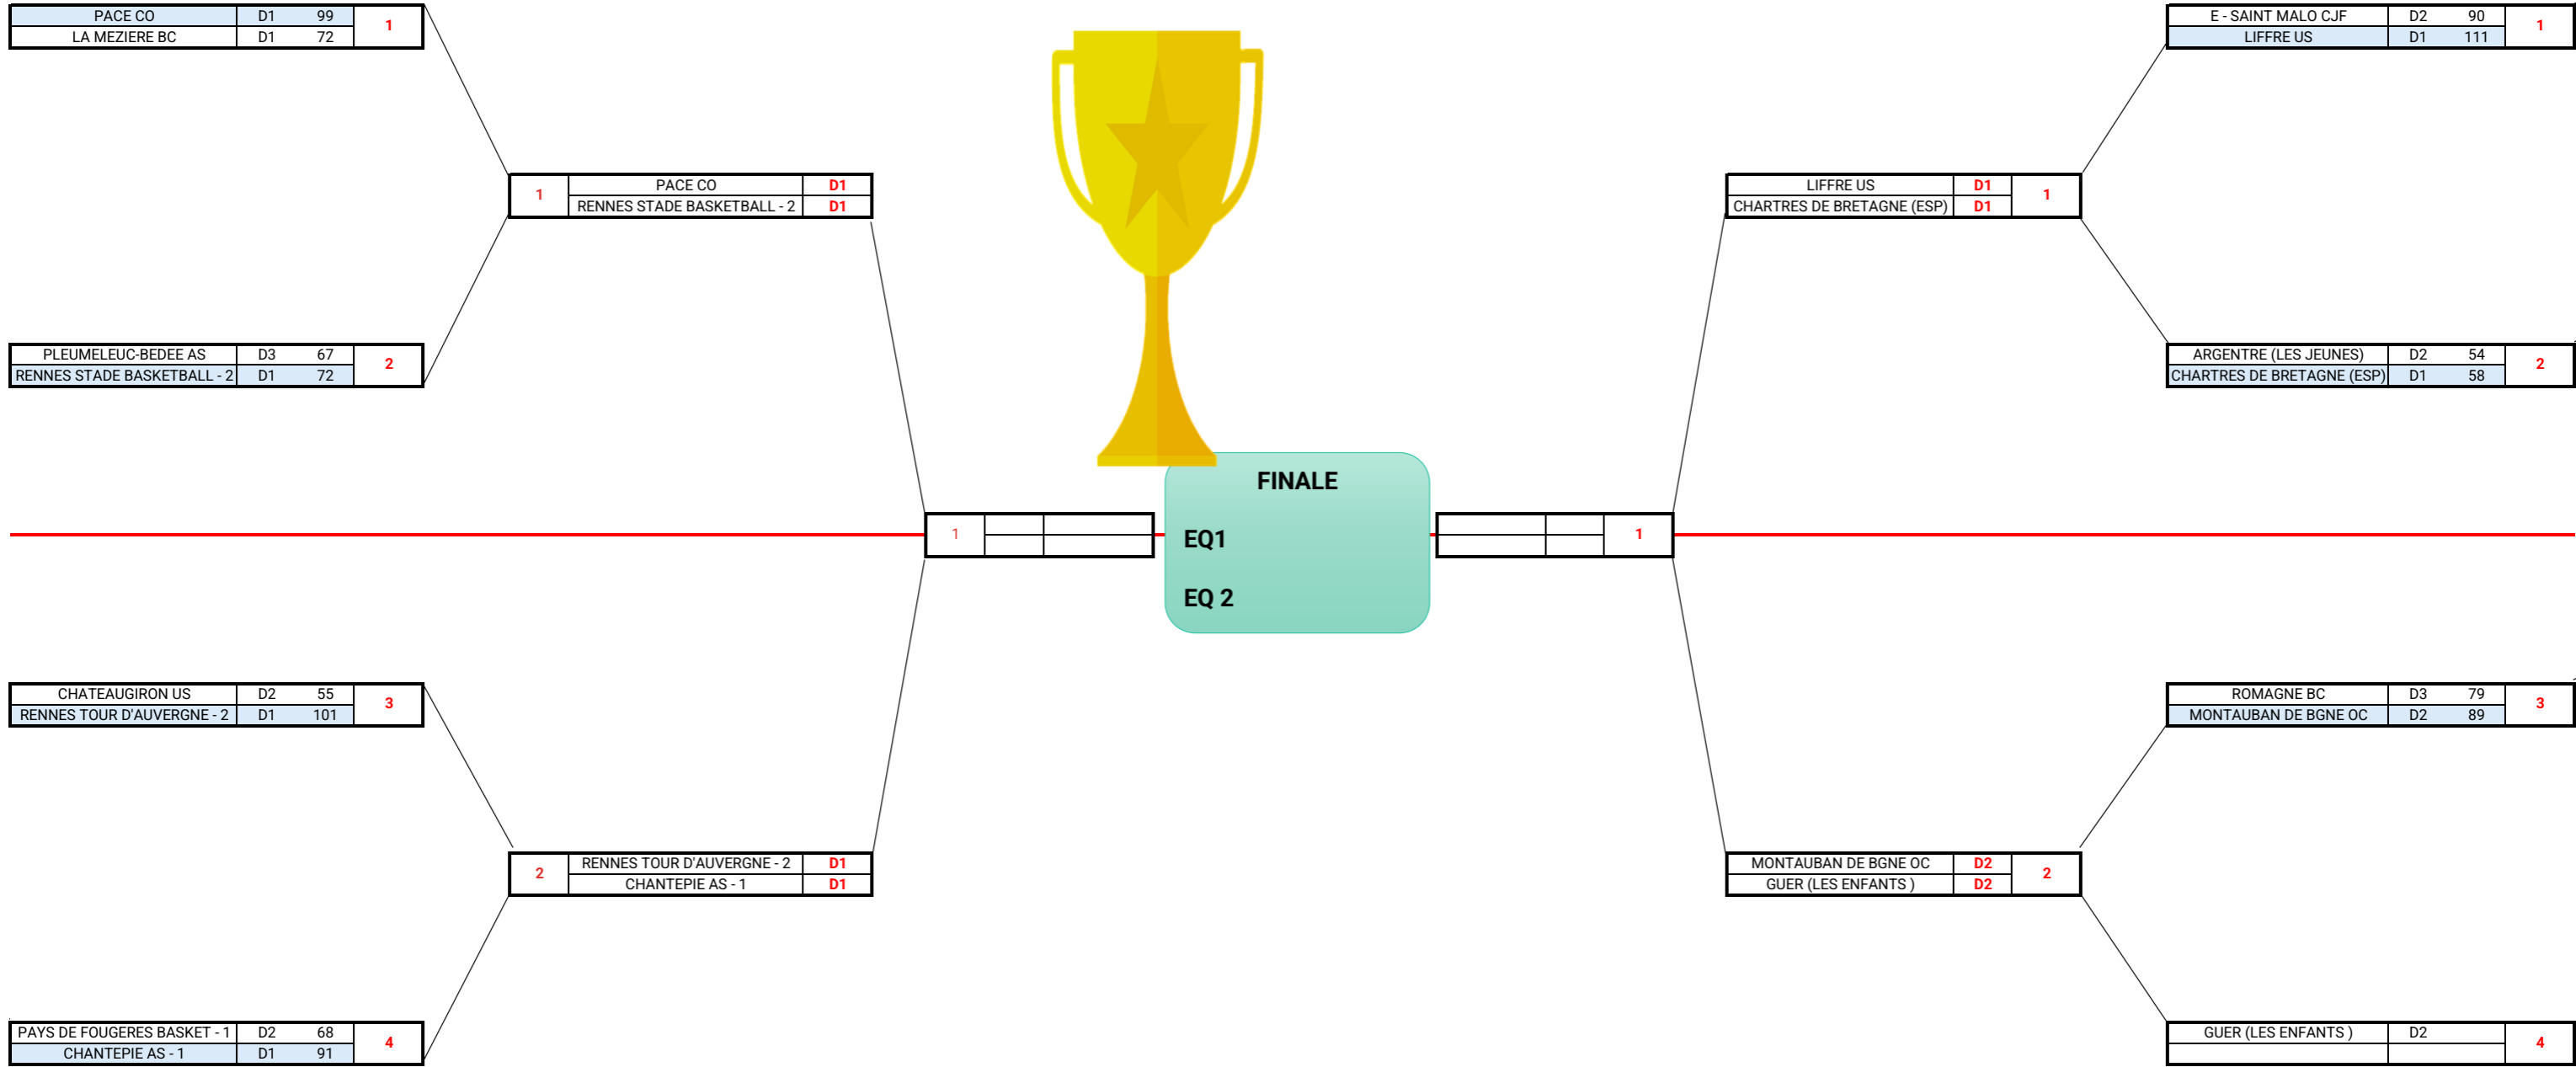 PACE CO D1 99 1
LA MEZIERE BC D1 72
E - SAINT MALO CJF D2 90 1
LIFFRE US D1 111
1 PACE CO D1
RENNES STADE BASKETBALL - 2 D1
LIFFRE US D1 1
CHARTRES DE BRETAGNE (ESP) D1
PLEUMELEUC-BEDEE AS D3 67 2
RENNES STADE BASKETBALL - 2 D1 72
ARGENTRE (LES JEUNES) D2 54 2
CHARTRES DE BRETAGNE (ESP) D1 58
FINALE
1
EQ1
1
EQ 2
CHATEAUGIRON US D2 55 3
RENNES TOUR D'AUVERGNE - 2 D1 101
ROMAGNE BC D3 79 3
MONTAUBAN DE BGNE OC D2 89
2 RENNES TOUR D'AUVERGNE - 2 D1
CHANTEPIE AS - 1 D1
MONTAUBAN DE BGNE OC D2 2
GUER (LES ENFANTS ) D2
PAYS DE FOUGERES BASKET - 1 D2 68 4
CHANTEPIE AS - 1 D1 91
GUER (LES ENFANTS ) D2 4